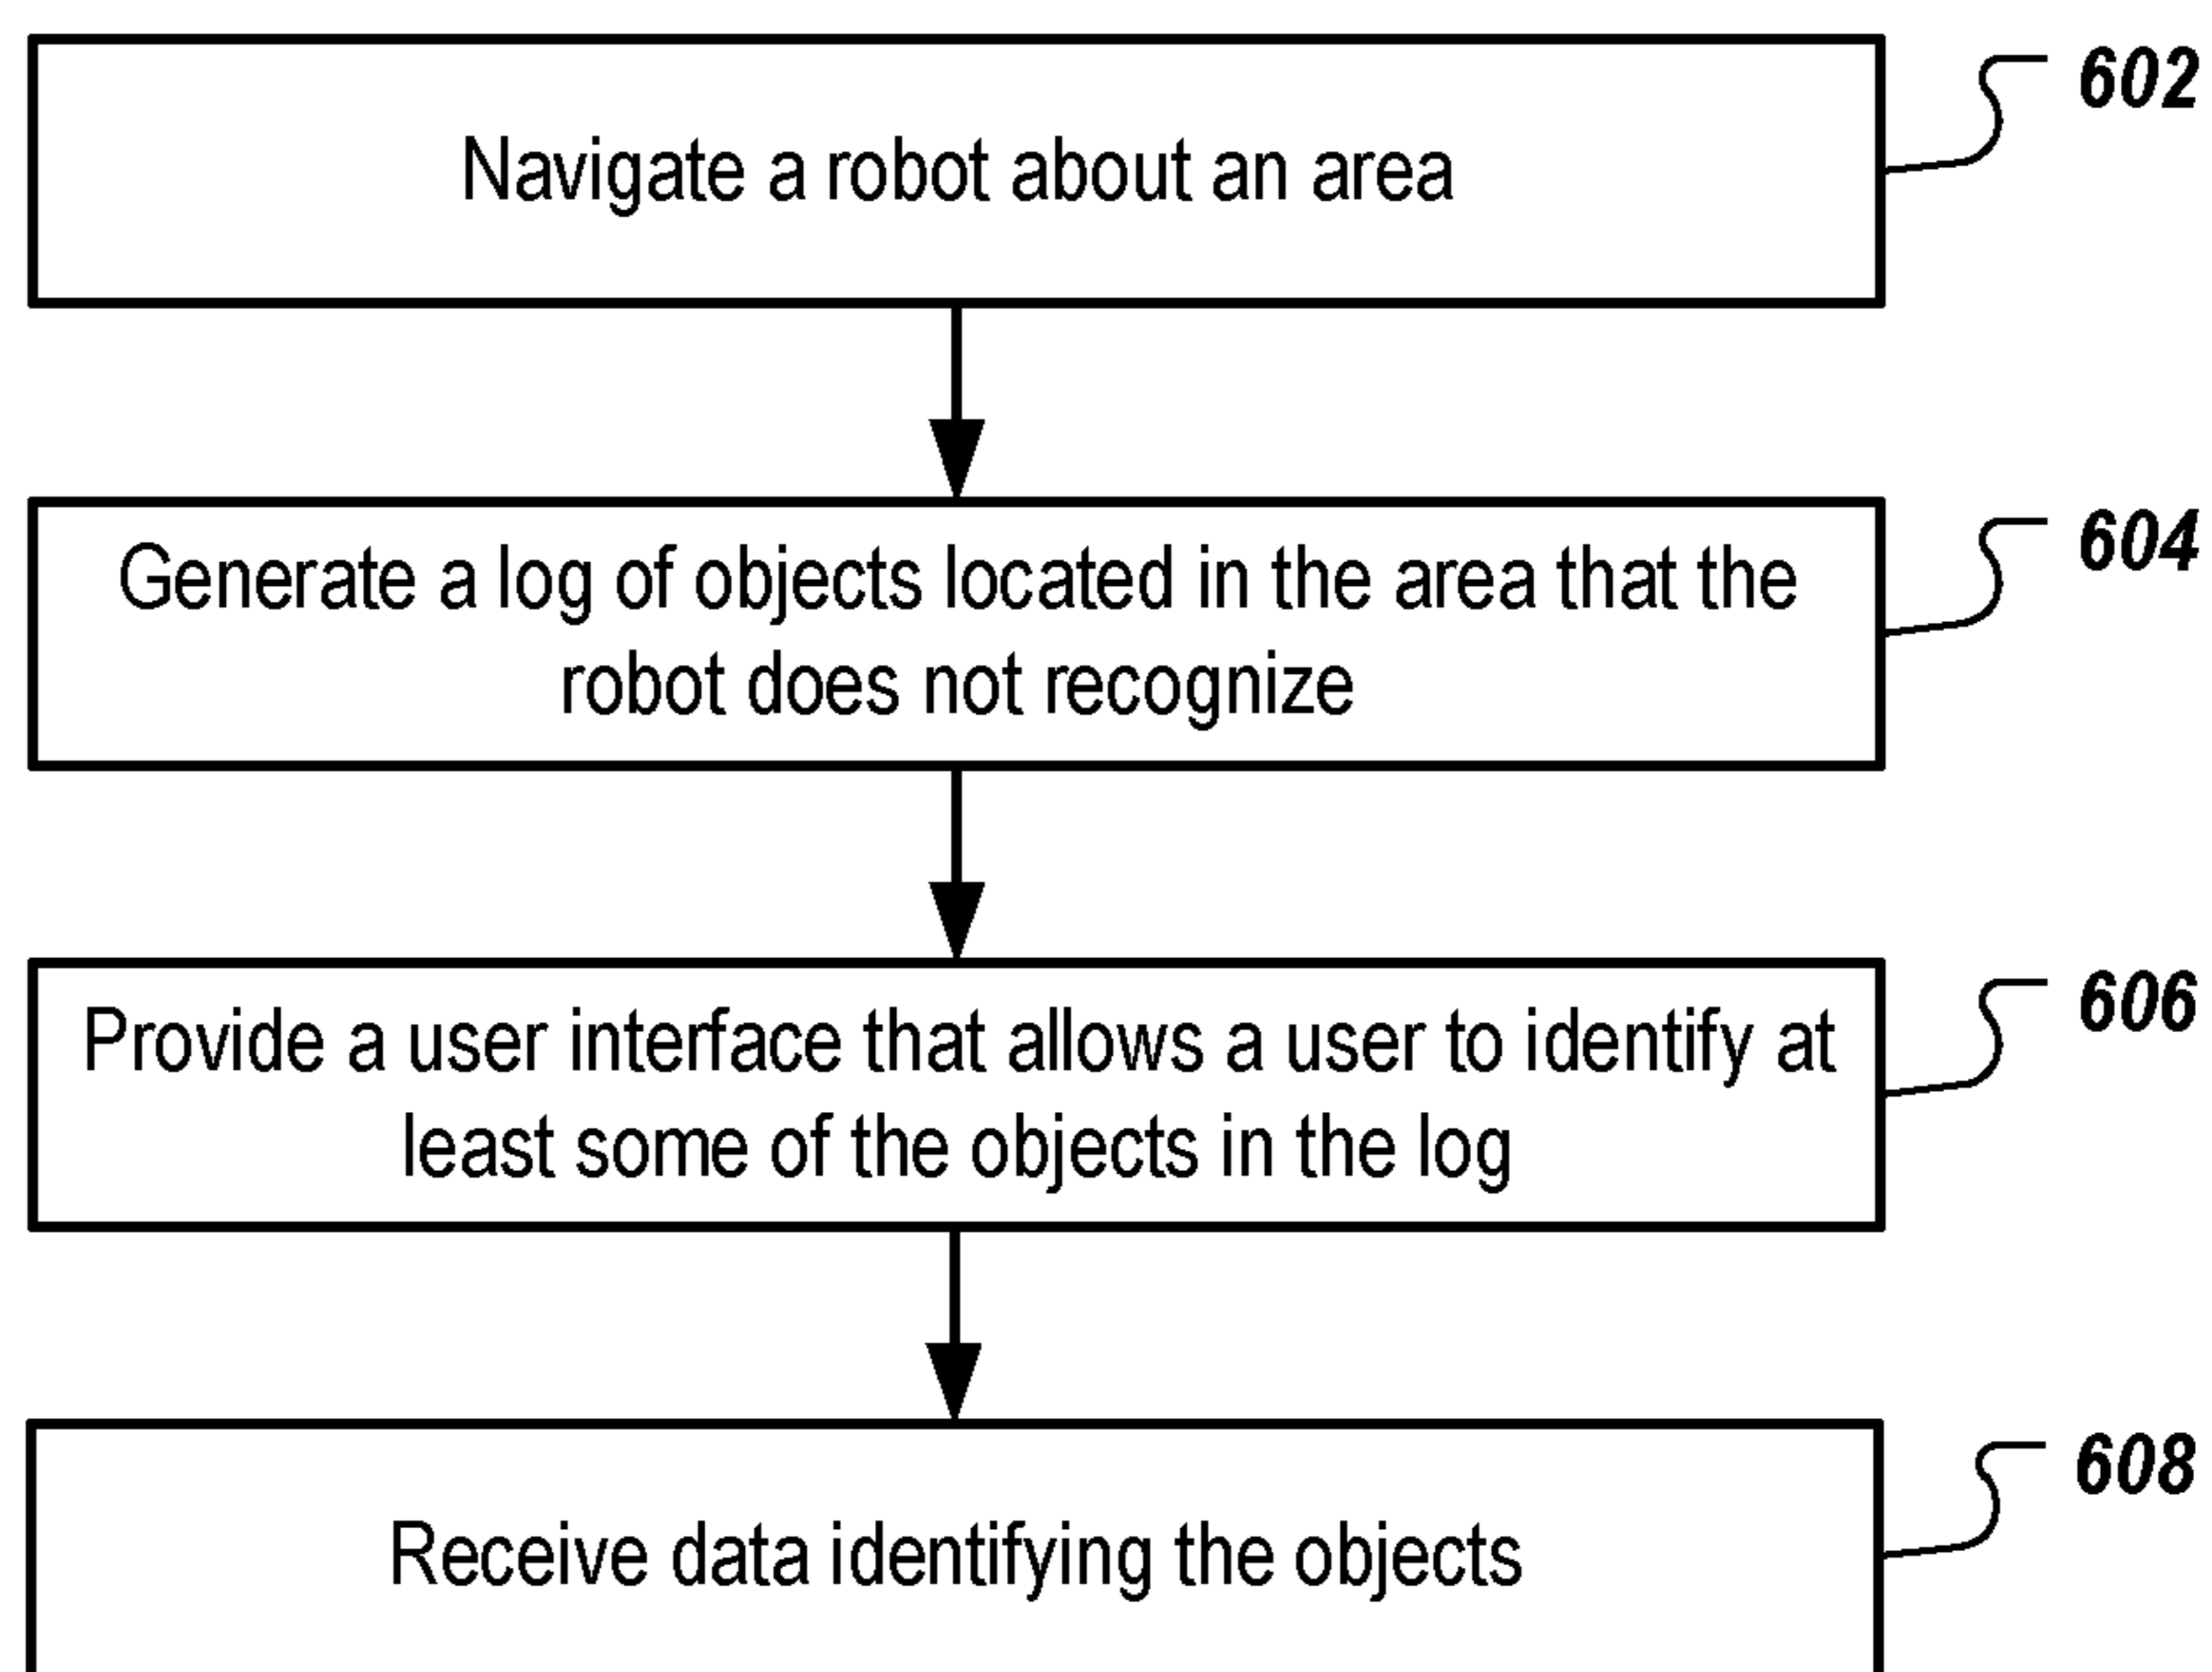 Navigate a robot about an area
602
Generate a log of objects located in the area that the
robot does not recognize
604
Provide a user interface that allows a user to identify at
least some of the objects in the log
606
Receive data identifying the objects
608